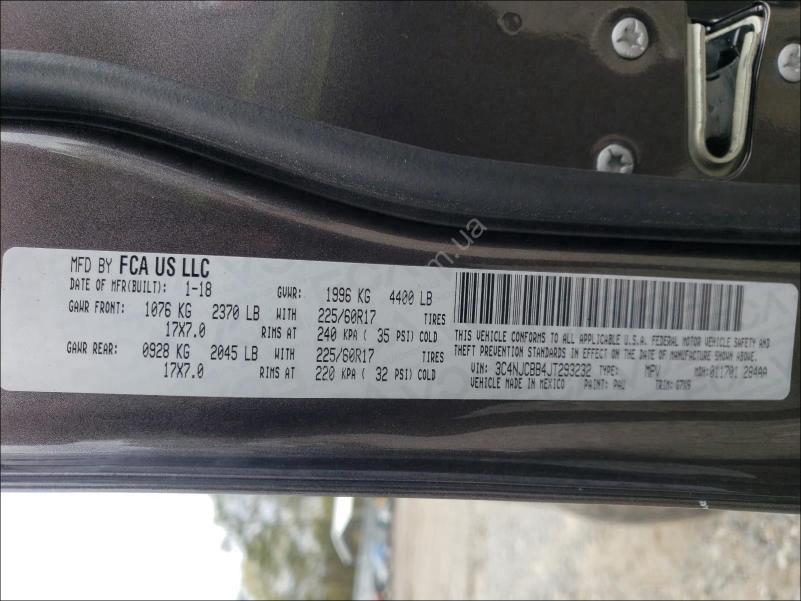 MFD BY FCA US LLC
DATE OF MFR(BUILT): 1-18 GVWR: 1996 KG 4400 LB
GAWR FRONT: 1076 KG 2370 LB WITH 225/60R17 TIRES
17X7.0 RIMS AT 240 KPA ( 35 PSI) COLD
GAWR REAR: 0928 KG 2045 LB WITH 225/60R17 TIRES
17X7.0 RIMS AT 220 KPA ( 32 PSI) COLD
THIS VEHICLE CONFORMS TO ALL APPLICABLE U.S.A. FEDERAL MOTOR VEHICLE SAFETY AND
THEFT PREVENTION STANDARDS IN EFFECT ON THE DATE OF MANUFACTURE SHOWN ABOVE.
VIN: 3C4NJCBB4JT293232 TYPE: MPV MDH: 011701 284AA
VEHICLE MADE IN MEXICO PAINT: PAU TRIM: G7X9
m.ua